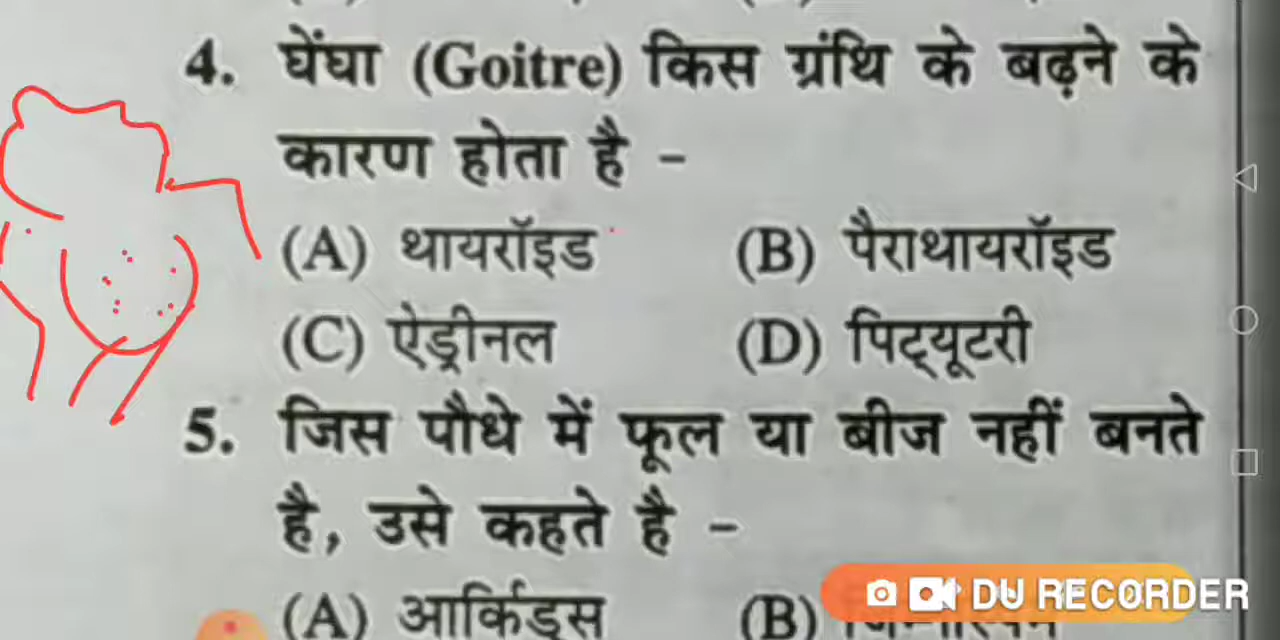 4. घेंघा (Goitre) किस ग्रंथि के बढ़ने के
कारण होता है -
(A) थायरॉइड (B) पैराथायरॉइड
(C) ऐड्रीनल (D) पिट्यूटरी
5. जिस पौधे में फूल या बीज नहीं बनते
है, उसे कहते है -
(A) आर्किड्स (B)
DU RECORDER